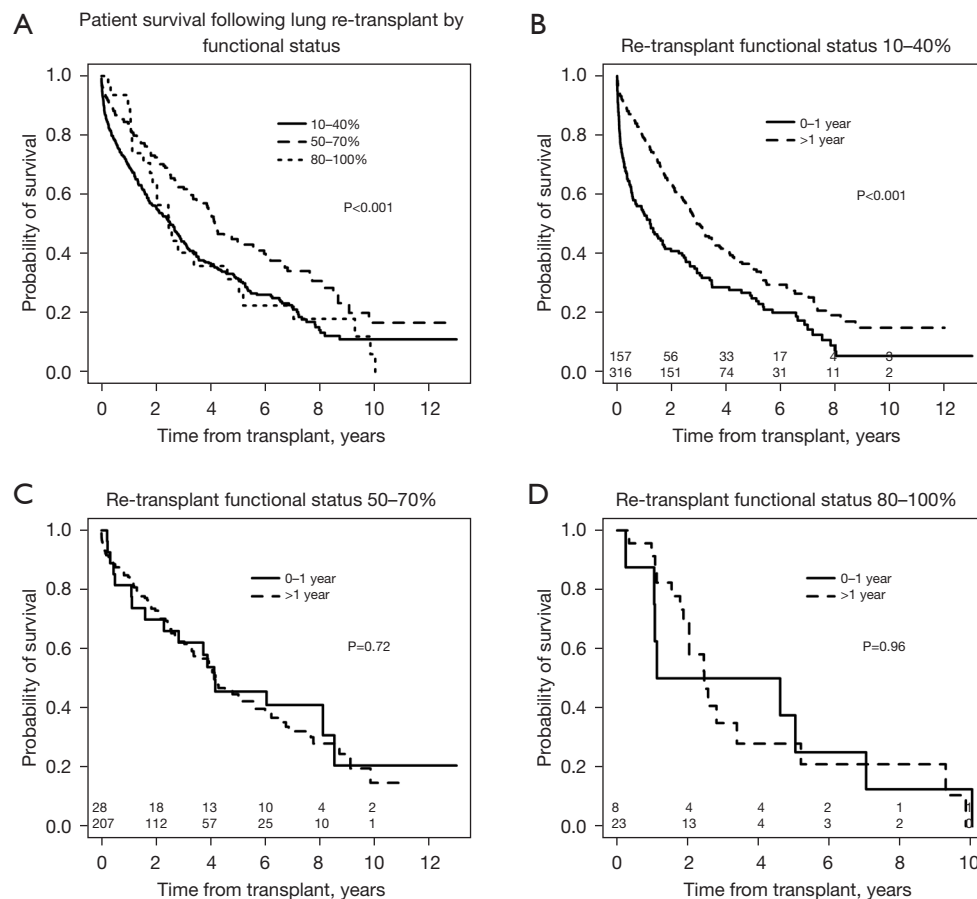 A
Patient survival following lung re-transplant by
functional status
Probability of survival
1.0
0.8
0.6
0.4
0.2
0.0
10–40%
50–70%
80–100%
P<0.001
0 2 4 6 8 10 12
Time from transplant, years
B
Re-transplant functional status 10–40%
Probability of survival
1.0
0.8
0.6
0.4
0.2
0.0
0–1 year
>1 year
P<0.001
157 56 33 17 4 3
316 151 74 31 11 2
0 2 4 6 8 10 12
Time from transplant, years
C
Re-transplant functional status 50–70%
Probability of survival
1.0
0.8
0.6
0.4
0.2
0.0
0–1 year
>1 year
P=0.72
28 18 13 10 4 2
207 112 57 25 10 1
0 2 4 6 8 10 12
Time from transplant, years
D
Re-transplant functional status 80–100%
Probability of survival
1.0
0.8
0.6
0.4
0.2
0.0
0–1 year
>1 year
P=0.96
8 4 4 2 1 1
23 13 4 3 2 0
0 2 4 6 8 10
Time from transplant, years